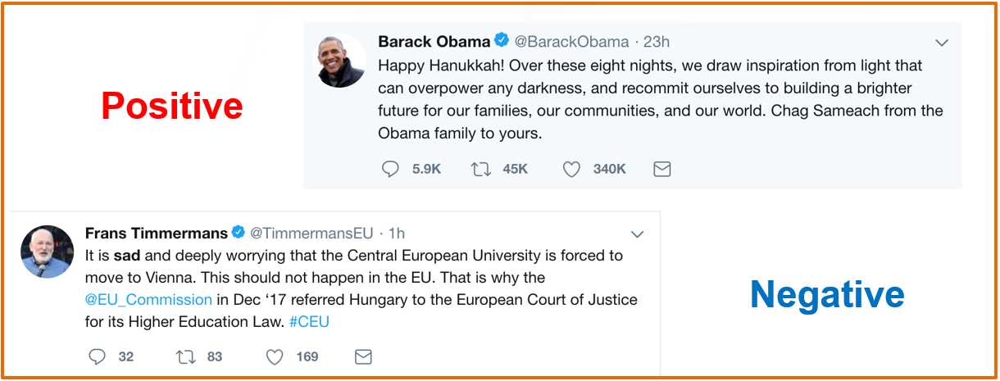 Positive
Barack Obama @BarackObama · 23h
Happy Hanukkah! Over these eight nights, we draw inspiration from light that
can overpower any darkness, and recommit ourselves to building a brighter
future for our families, our communities, and our world. Chag Sameach from the
Obama family to yours.
5.9K 45K 340K
Frans Timmermans @TimmermansEU · 1h
It is sad and deeply worrying that the Central European University is forced to
move to Vienna. This should not happen in the EU. That is why the
@EU_Commission in Dec ‘17 referred Hungary to the European Court of Justice
for its Higher Education Law. #CEU
32 83 169
Negative